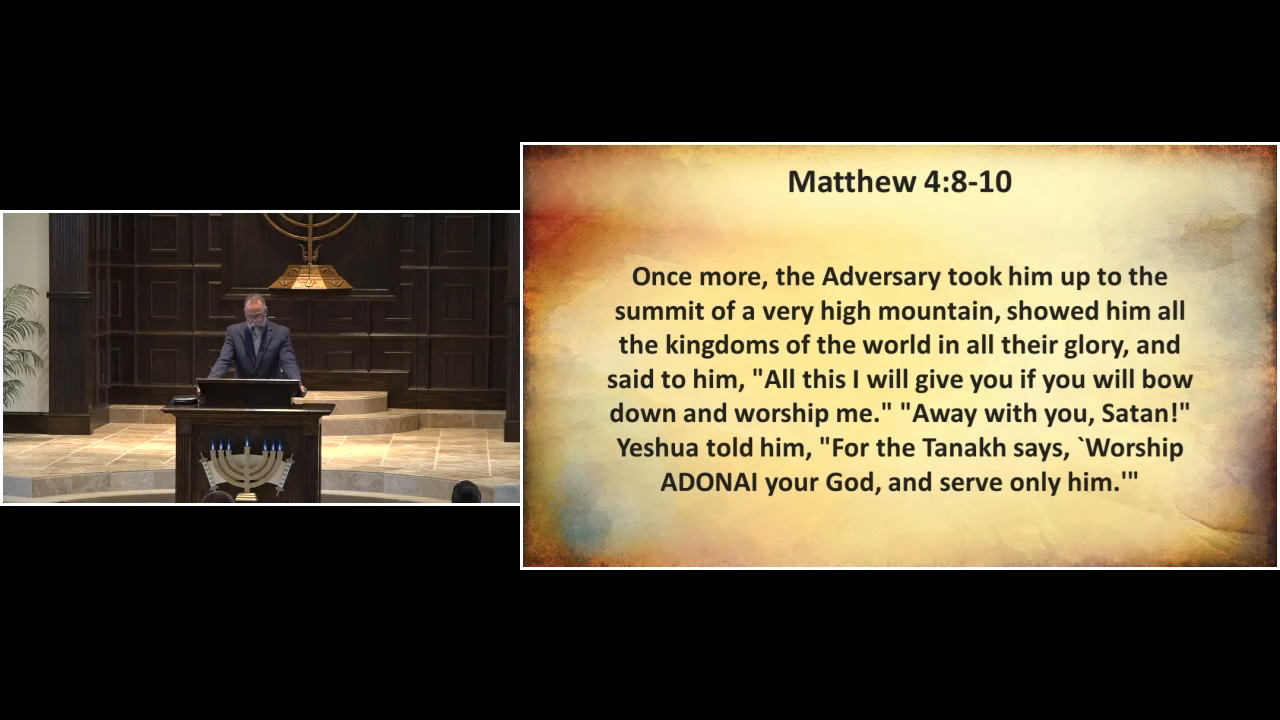 Matthew 4:8-10
Once more, the Adversary took him up to the
summit of a very high mountain, showed him all
the kingdoms of the world in all their glory, and
said to him, "All this I will give you if you will bow
down and worship me." "Away with you, Satan!"
Yeshua told him, "For the Tanakh says, `Worship
ADONAI your God, and serve only him.'"